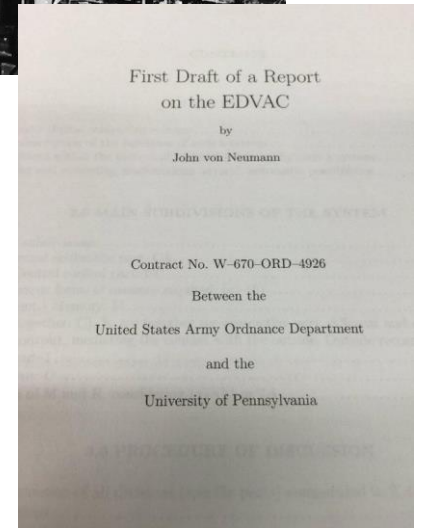 First Draft of a Report
on the EDVAC
by
John von Neumann
Contract No. W–670–ORD–4926
Between the
United States Army Ordnance Department
and the
University of Pennsylvania